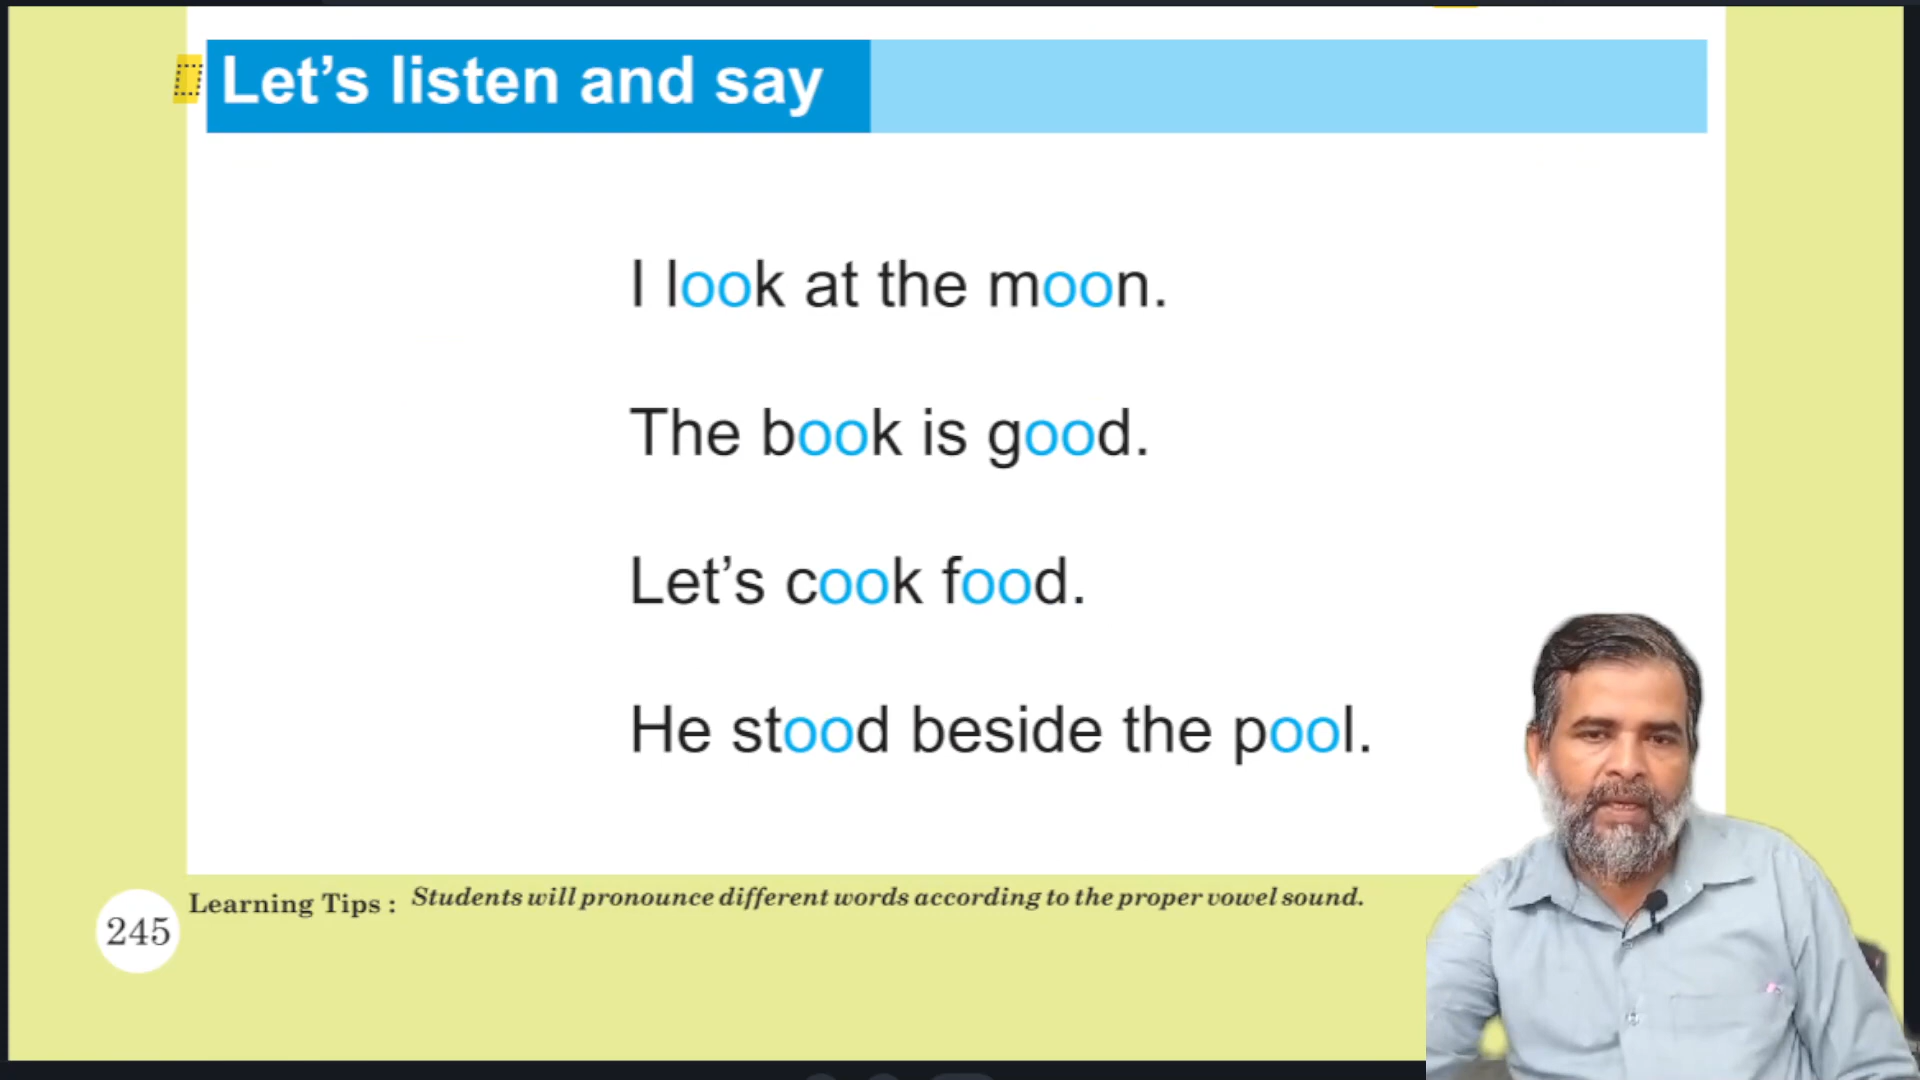 Let’s listen and say
I look at the moon.
The book is good.
Let’s cook food.
He stood beside the pool.
Learning Tips : Students will pronounce different words according to the proper vowel sound.
245